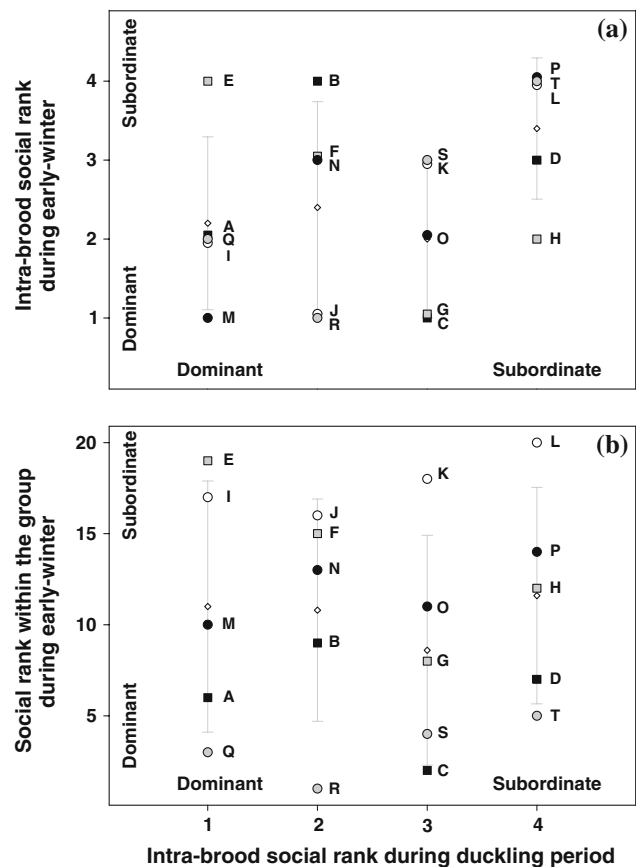 (a)
Intra-brood social rank
during early-winter
Subordinate
Dominant
4
3
2
1
E
A
Q
I
M
B
F
N
J
R
S
K
O
G
C
P
T
L
D
H
Dominant
Subordinate
(b)
Social rank within the group
during early-winter
Subordinate
Dominant
20
15
10
5
E
I
M
A
Q
J
F
N
B
R
K
O
G
S
C
L
P
H
D
T
Dominant
Subordinate
1 2 3 4
Intra-brood social rank during duckling period